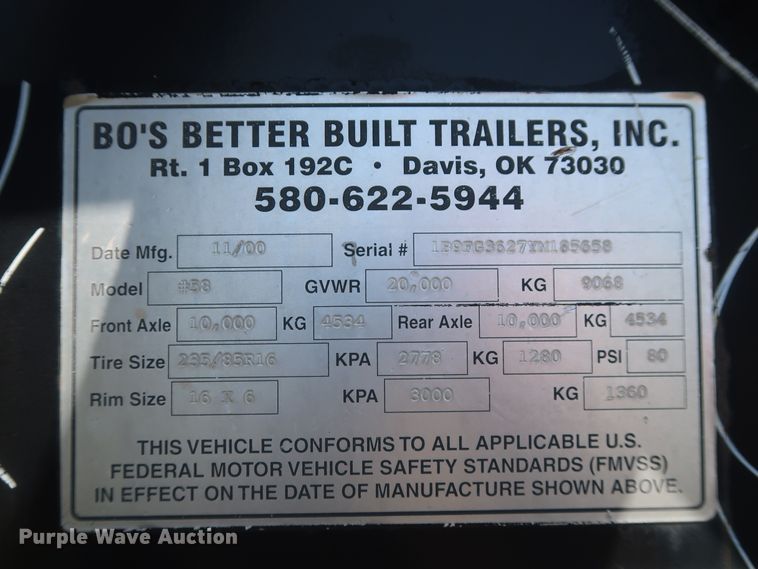 BO'S BETTER BUILT TRAILERS, INC.
Rt. 1 Box 192C • Davis, OK 73030
580-622-5944
Date Mfg. 11/00 Serial # 1B9FG3627YM185658
Model #58 GVWR 20,000 KG 9068
Front Axle 10,000 KG 4534 Rear Axle 10,000 KG 4534
Tire Size 235/85R16 KPA 2778 KG 1280 PSI 80
Rim Size 16 X 6 KPA 3000 KG 1360
THIS VEHICLE CONFORMS TO ALL APPLICABLE U.S.
FEDERAL MOTOR VEHICLE SAFETY STANDARDS (FMVSS)
IN EFFECT ON THE DATE OF MANUFACTURE SHOWN ABOVE.
Purple Wave Auction